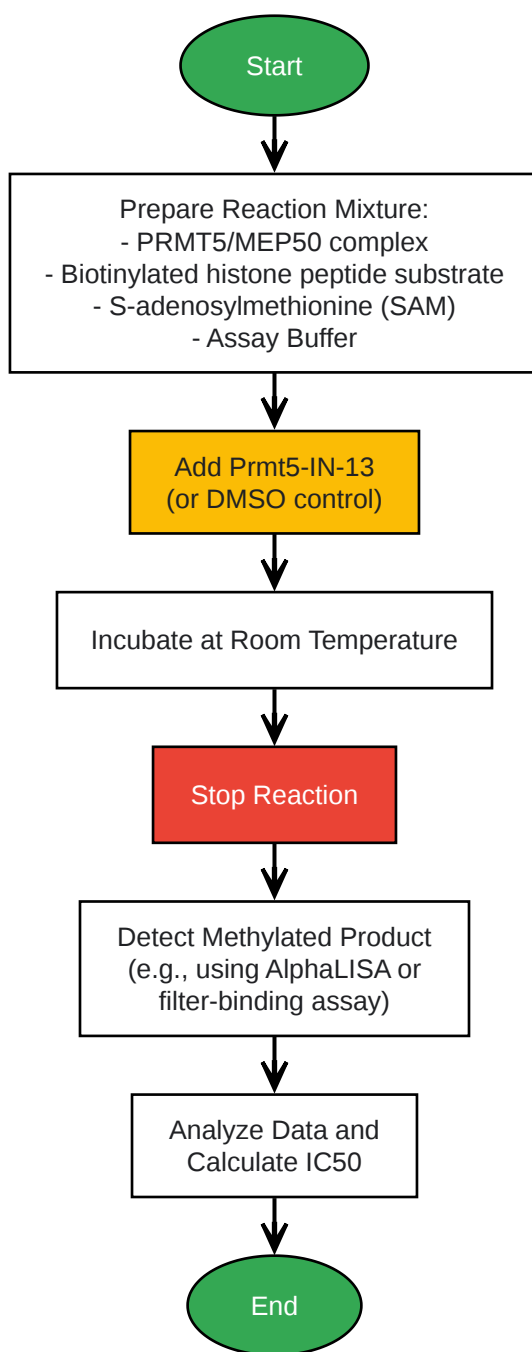 Start
Prepare Reaction Mixture:
- PRMT5/MEP50 complex
- Biotinylated histone peptide substrate
- S-adenosylmethionine (SAM)
- Assay Buffer
Add Prmt5-IN-13
(or DMSO control)
Incubate at Room Temperature
Stop Reaction
Detect Methylated Product
(e.g., using AlphaLISA or
filter-binding assay)
Analyze Data and
Calculate IC50
End